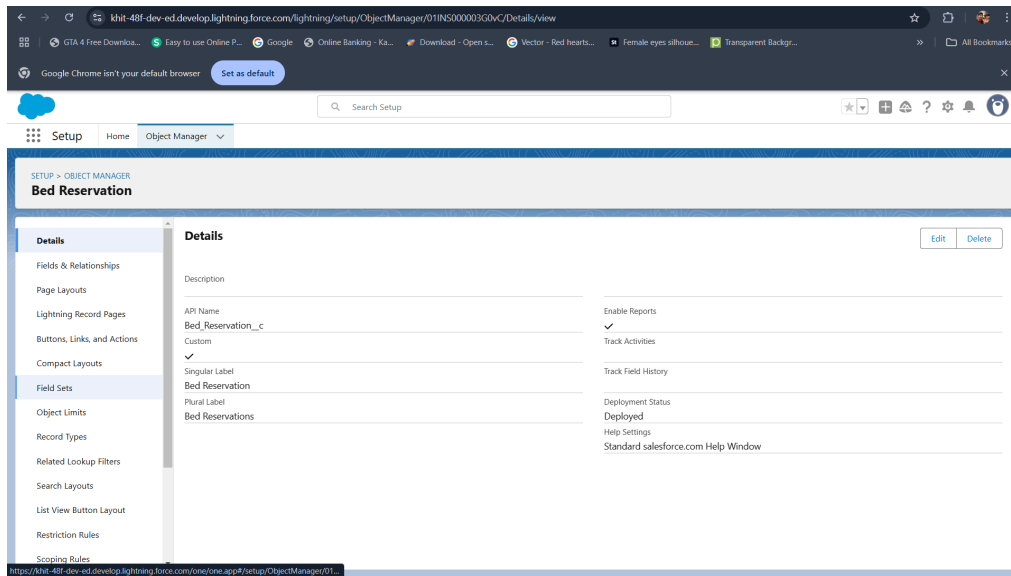 khit-48f-dev-ed.develop.lightning.force.com/lightning/setup/ObjectManager/01INS000003G0vC/Details/view
GTA 4 Free Downloa... Easy to use Online P... Google Online Banking - Ka... Download - Open s... Vector - Red hearts... Female eyes silhoue... Transparent Backgr... » All Bookmarks
Google Chrome isn't your default browser Set as default
Search Setup
Setup Home Object Manager
SETUP > OBJECT MANAGER
Bed Reservation
Details
Fields & Relationships
Page Layouts
Lightning Record Pages
Buttons, Links, and Actions
Compact Layouts
Field Sets
Object Limits
Record Types
Related Lookup Filters
Search Layouts
List View Button Layout
Restriction Rules
Scoping Rules
Details
Edit Delete
Description
API Name
Bed_Reservation__c
Custom
Singular Label
Bed Reservation
Plural Label
Bed Reservations
Enable Reports
Track Activities
Track Field History
Deployment Status
Deployed
Help Settings
Standard salesforce.com Help Window
https://khit-48f-dev-ed.develop.lightning.force.com/one/one.app#/setup/ObjectManager/01...